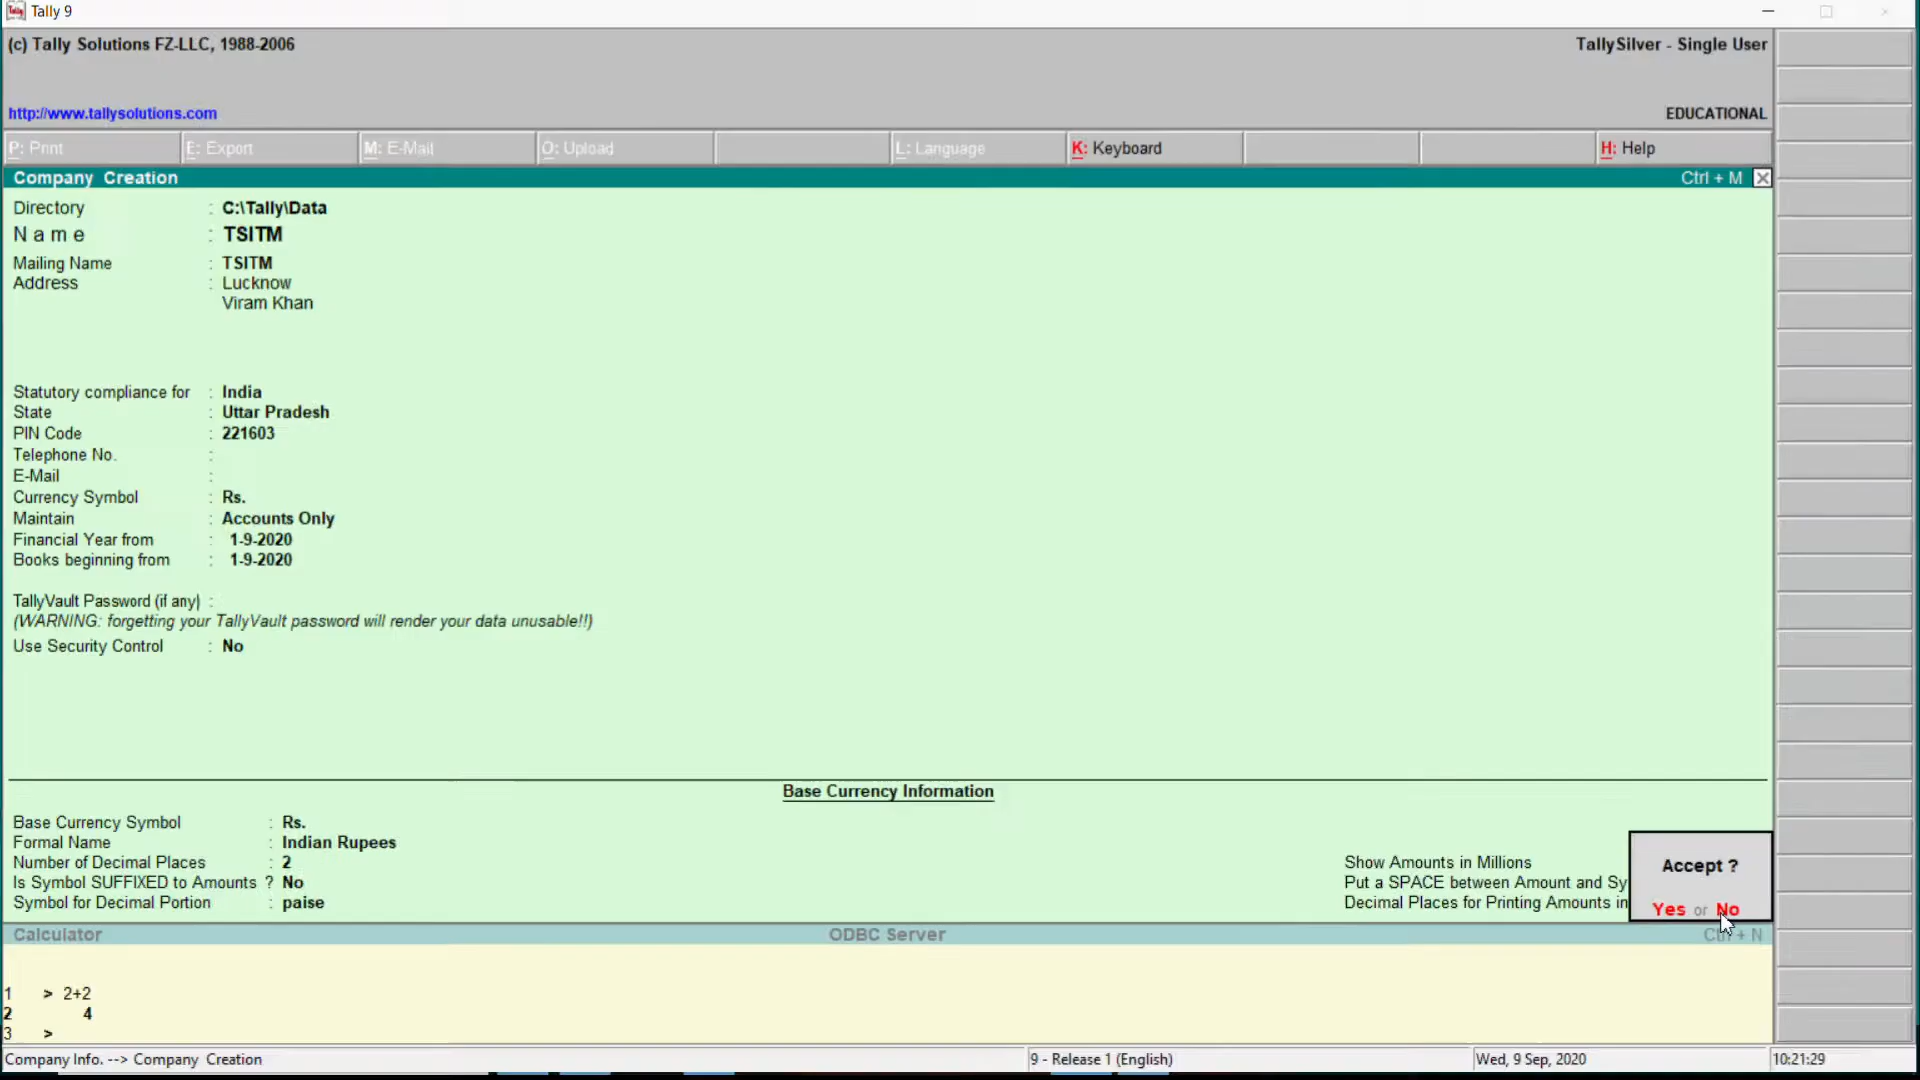 Tally 9
(c) Tally Solutions FZ-LLC, 1988-2006
TallySilver - Single User
http://www.tallysolutions.com
EDUCATIONAL
P: Print E: Export M: E-Mail O: Upload L: Language K: Keyboard H: Help
Company Creation Ctrl + M
Directory : C:\Tally\Data
Name : TSITM
Mailing Name : TSITM
Address : Lucknow
Viram Khan
Statutory compliance for : India
State : Uttar Pradesh
PIN Code : 221603
Telephone No. :
E-Mail :
Currency Symbol : Rs.
Maintain : Accounts Only
Financial Year from : 1-9-2020
Books beginning from : 1-9-2020
TallyVault Password (if any) :
(WARNING: forgetting your TallyVault password will render your data unusable!!)
Use Security Control : No
Base Currency Information
Base Currency Symbol : Rs.
Formal Name : Indian Rupees
Number of Decimal Places : 2
Is Symbol SUFFIXED to Amounts ? No
Symbol for Decimal Portion : paise
Show Amounts in Millions
Put a SPACE between Amount and Sy
Decimal Places for Printing Amounts in
Accept ?
Yes or No
Calculator ODBC Server Ctrl + N
1 > 2+2
2 4
3 >
Company Info. --> Company Creation 9 - Release 1 (English) Wed, 9 Sep, 2020 10:21:29